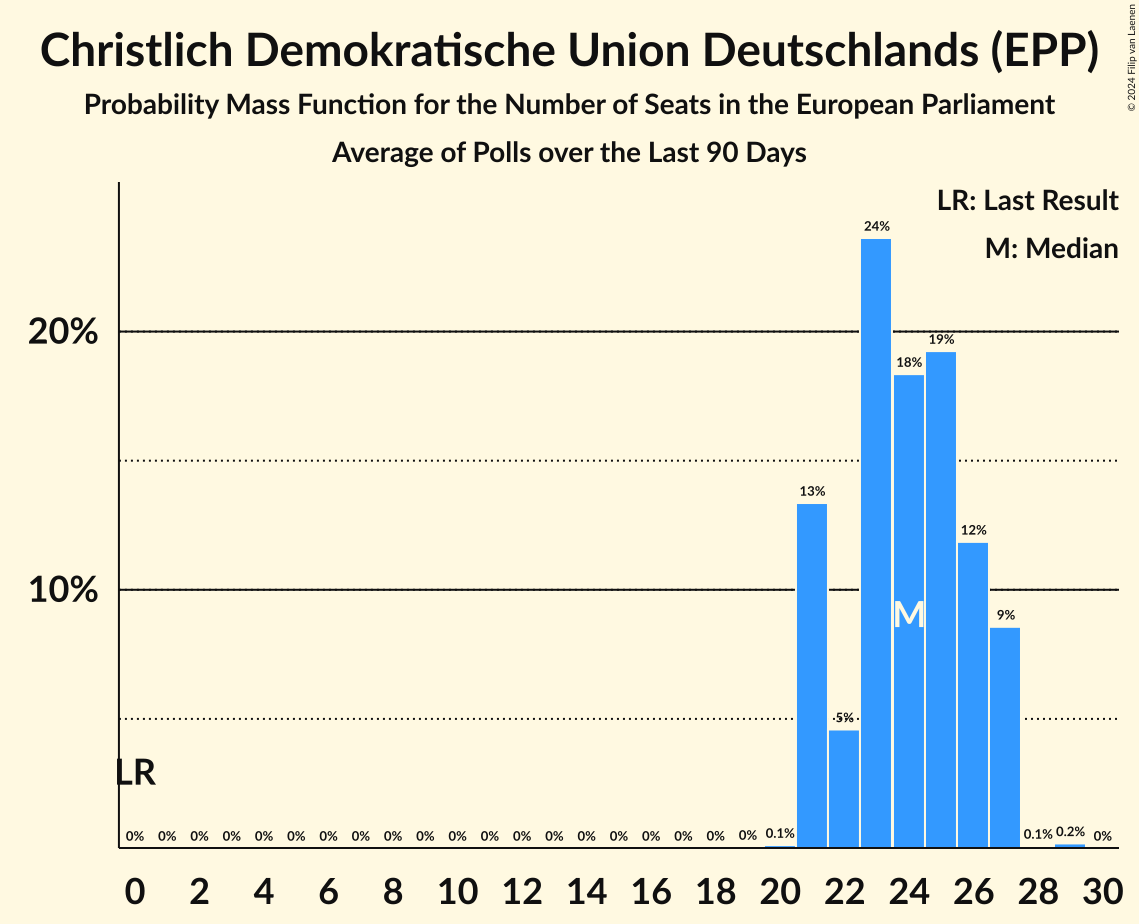 Christlich Demokratische Union Deutschlands (EPP)
Probability Mass Function for the Number of Seats in the European Parliament
Average of Polls over the Last 90 Days
© 2024 Filip van Laenen
LR: Last Result
M: Median
24%
20%
19%
18%
13%
12%
10%
9%
M
5%
LR
0% 0% 0% 0% 0% 0% 0% 0% 0% 0% 0% 0% 0% 0% 0% 0% 0% 0% 0% 0% 0.1% 0.1% 0.2% 0%
0 2 4 6 8 10 12 14 16 18 20 22 24 26 28 30